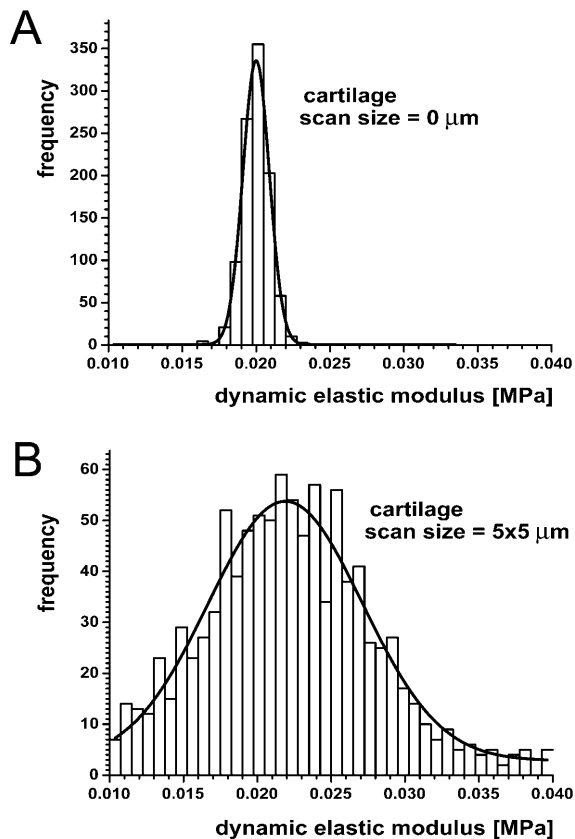 A
350
300
250
200
150
100
50
0
frequency
cartilage
scan size = 0 μm
0.010 0.015 0.020 0.025 0.030 0.035 0.040
dynamic elastic modulus [MPa]
B
60
50
40
30
20
10
0
frequency
cartilage
scan size = 5x5 μm
0.010 0.015 0.020 0.025 0.030 0.035 0.040
dynamic elastic modulus [MPa]